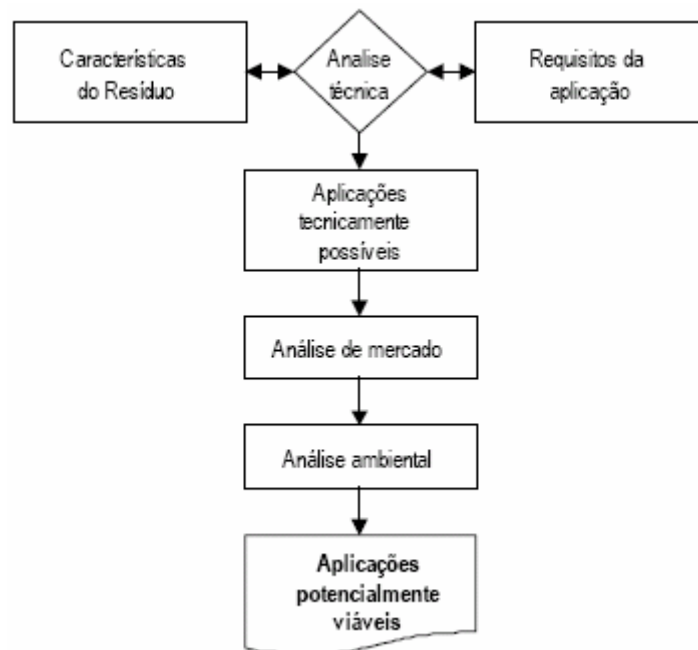 Características
do Resíduo
Analise
técnica
Requisitos da
aplicação
Aplicações
tecnicamente
possíveis
Análise de mercado
Análise ambiental
Aplicações
potencialmente
viáveis